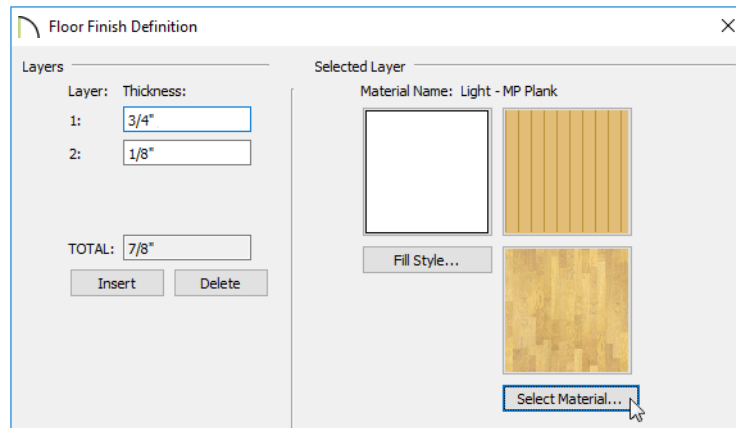 Floor Finish Definition
Layers
Layer: Thickness:
1: 3/4"
2: 1/8"
TOTAL: 7/8"
Insert Delete
Selected Layer
Material Name: Light - MP Plank
Fill Style...
Select Material...